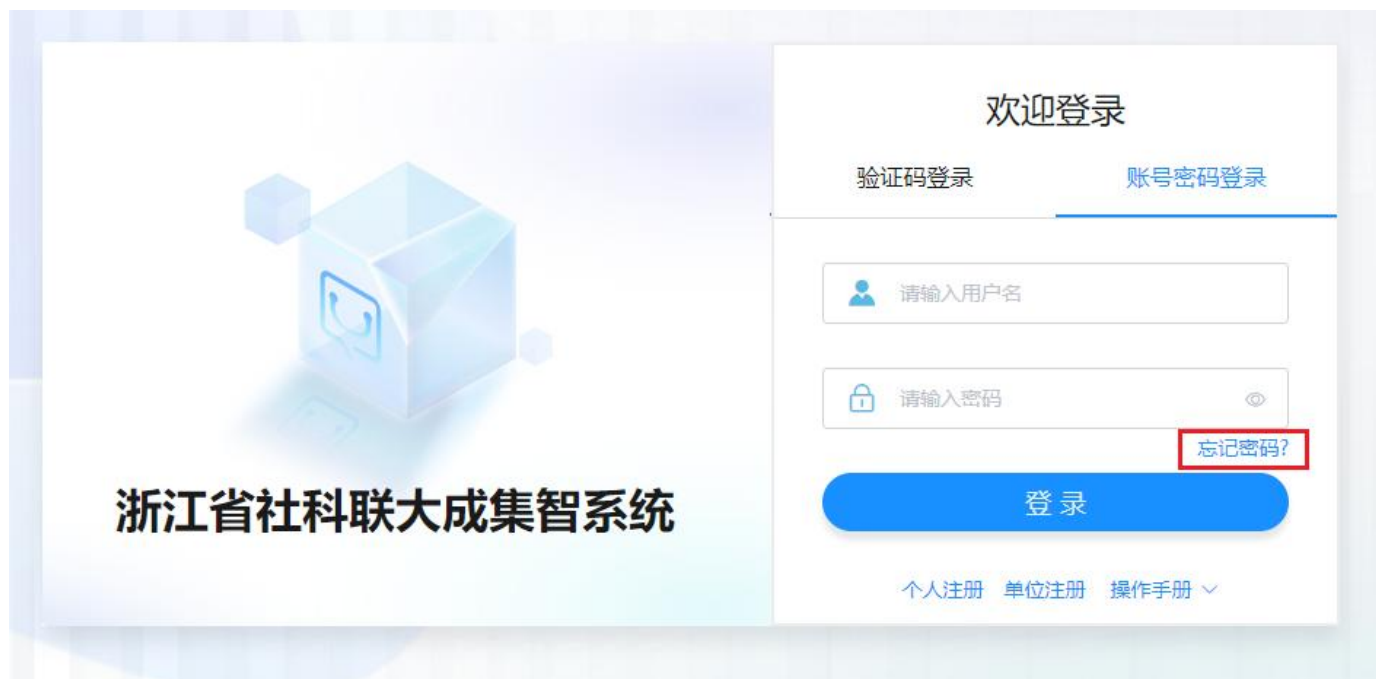 欢迎登录
验证码登录 账号密码登录
请输入用户名
请输入密码
忘记密码?
登录
浙江省社科联大成集智系统
个人注册 单位注册 操作手册